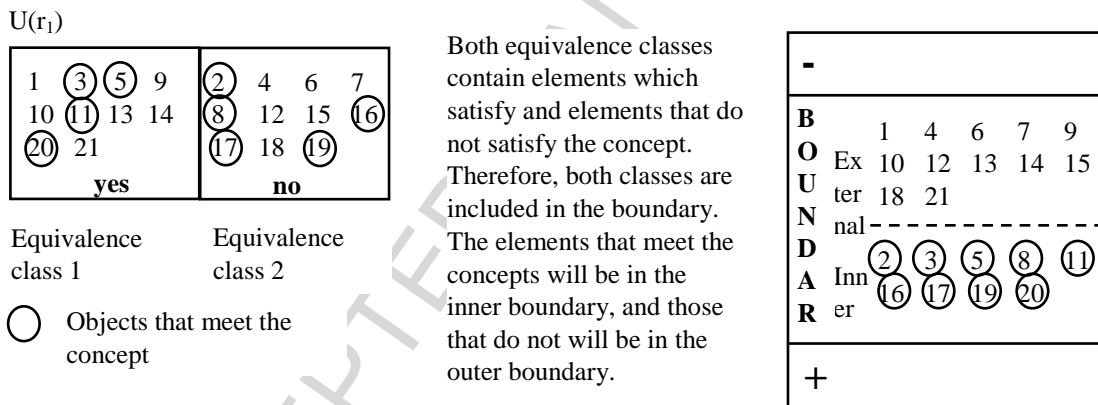 U(r1)
1 3 5 9
10 11 13 14
20 21
yes
2 4 6 7
8 12 15 16
17 18 19
no
Equivalence
class 1
Equivalence
class 2
Objects that meet the
concept
Both equivalence classes
contain elements which
satisfy and elements that do
not satisfy the concept.
Therefore, both classes are
included in the boundary.
The elements that meet the
concepts will be in the
inner boundary, and those
that do not will be in the
outer boundary.
-
B
O
U
N
D
A
R
Ex
ter
nal
1 4 6 7 9
10 12 13 14 15
18 21
Inn
er
2 3 5 8 11
16 17 19 20
+